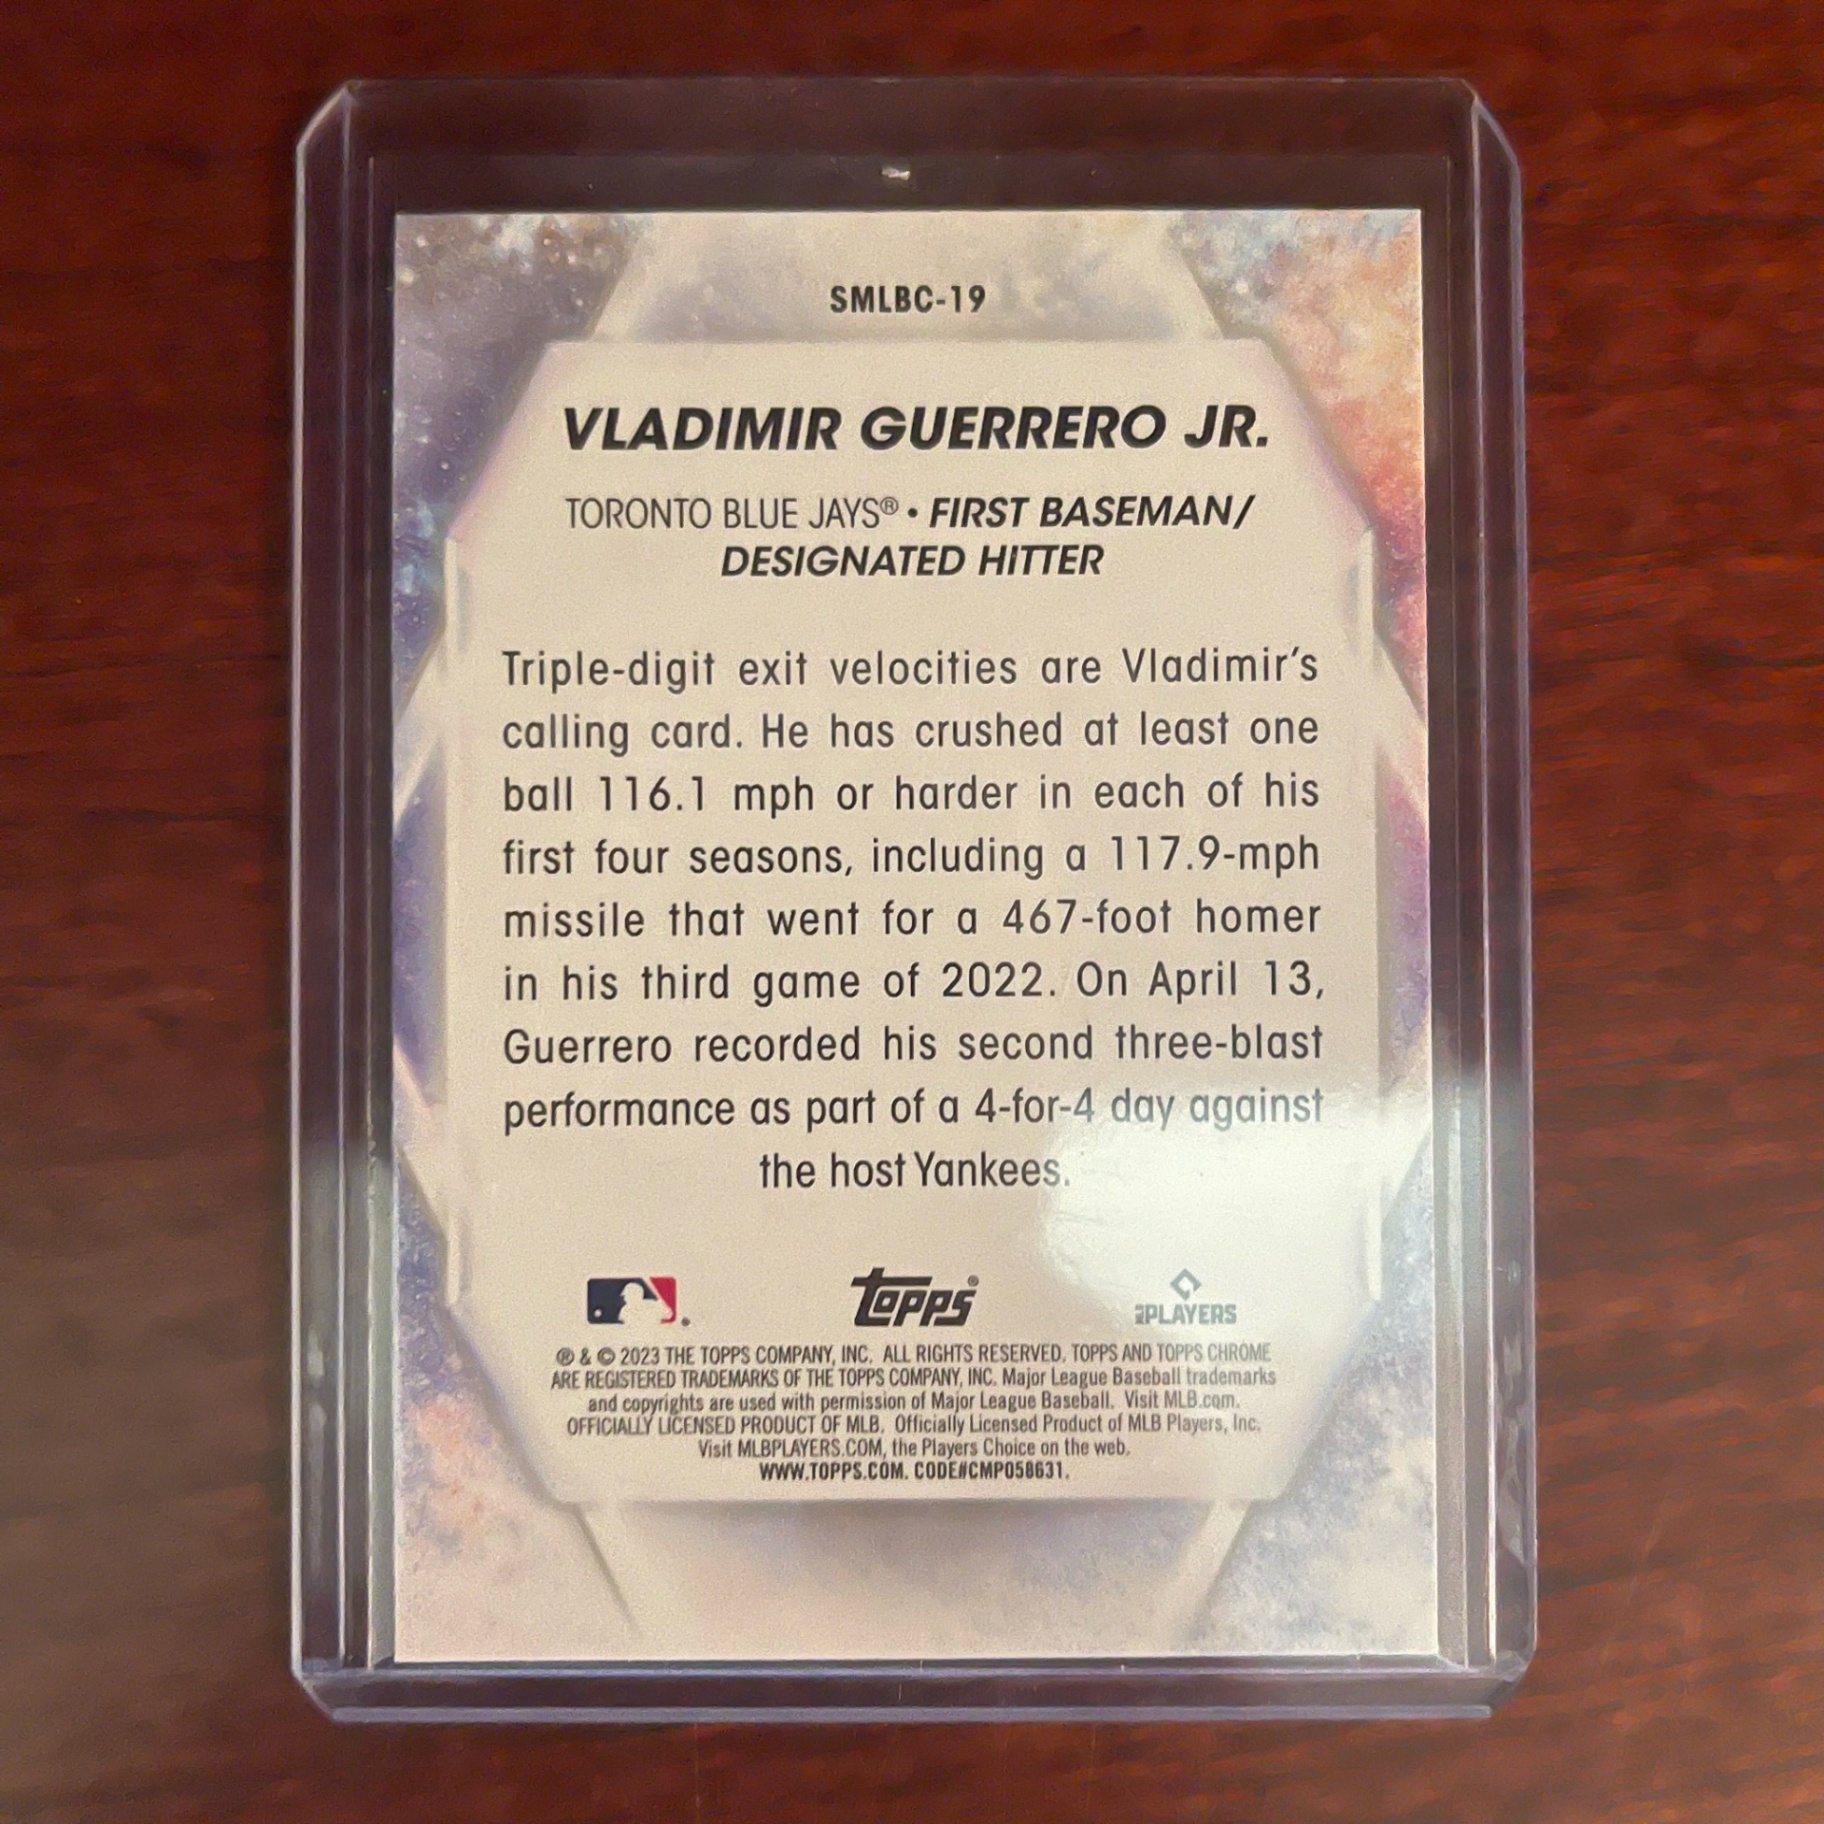 SMLBC-19
VLADIMIR GUERRERO JR.
TORONTO BLUE JAYS® • FIRST BASEMAN/
DESIGNATED HITTER
Triple-digit exit velocities are Vladimir's
calling card. He has crushed at least one
ball 116.1 mph or harder in each of his
first four seasons, including a 117.9-mph
missile that went for a 467-foot homer
in his third game of 2022. On April 13,
Guerrero recorded his second three-blast
performance as part of a 4-for-4 day against
the host Yankees.
topps® PLAYERS
® & © 2023 THE TOPPS COMPANY, INC. ALL RIGHTS RESERVED. TOPPS AND TOPPS CHROME
ARE REGISTERED TRADEMARKS OF THE TOPPS COMPANY, INC. Major League Baseball trademarks
and copyrights are used with permission of Major League Baseball. Visit MLB.com.
OFFICIALLY LICENSED PRODUCT OF MLB. Officially Licensed Product of MLB Players, Inc.
Visit MLBPLAYERS.COM, the Players Choice on the web.
WWW.TOPPS.COM. CODE#CMP058631.